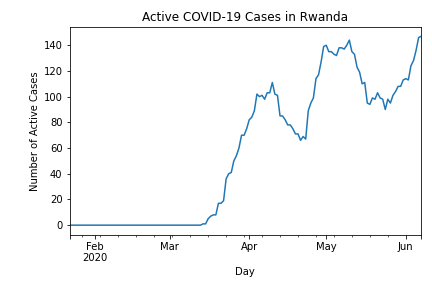 Active COVID-19 Cases in Rwanda
140
120
100
80
60
40
20
0
Number of Active Cases
Feb
2020
Mar
Apr
May
Jun
Day